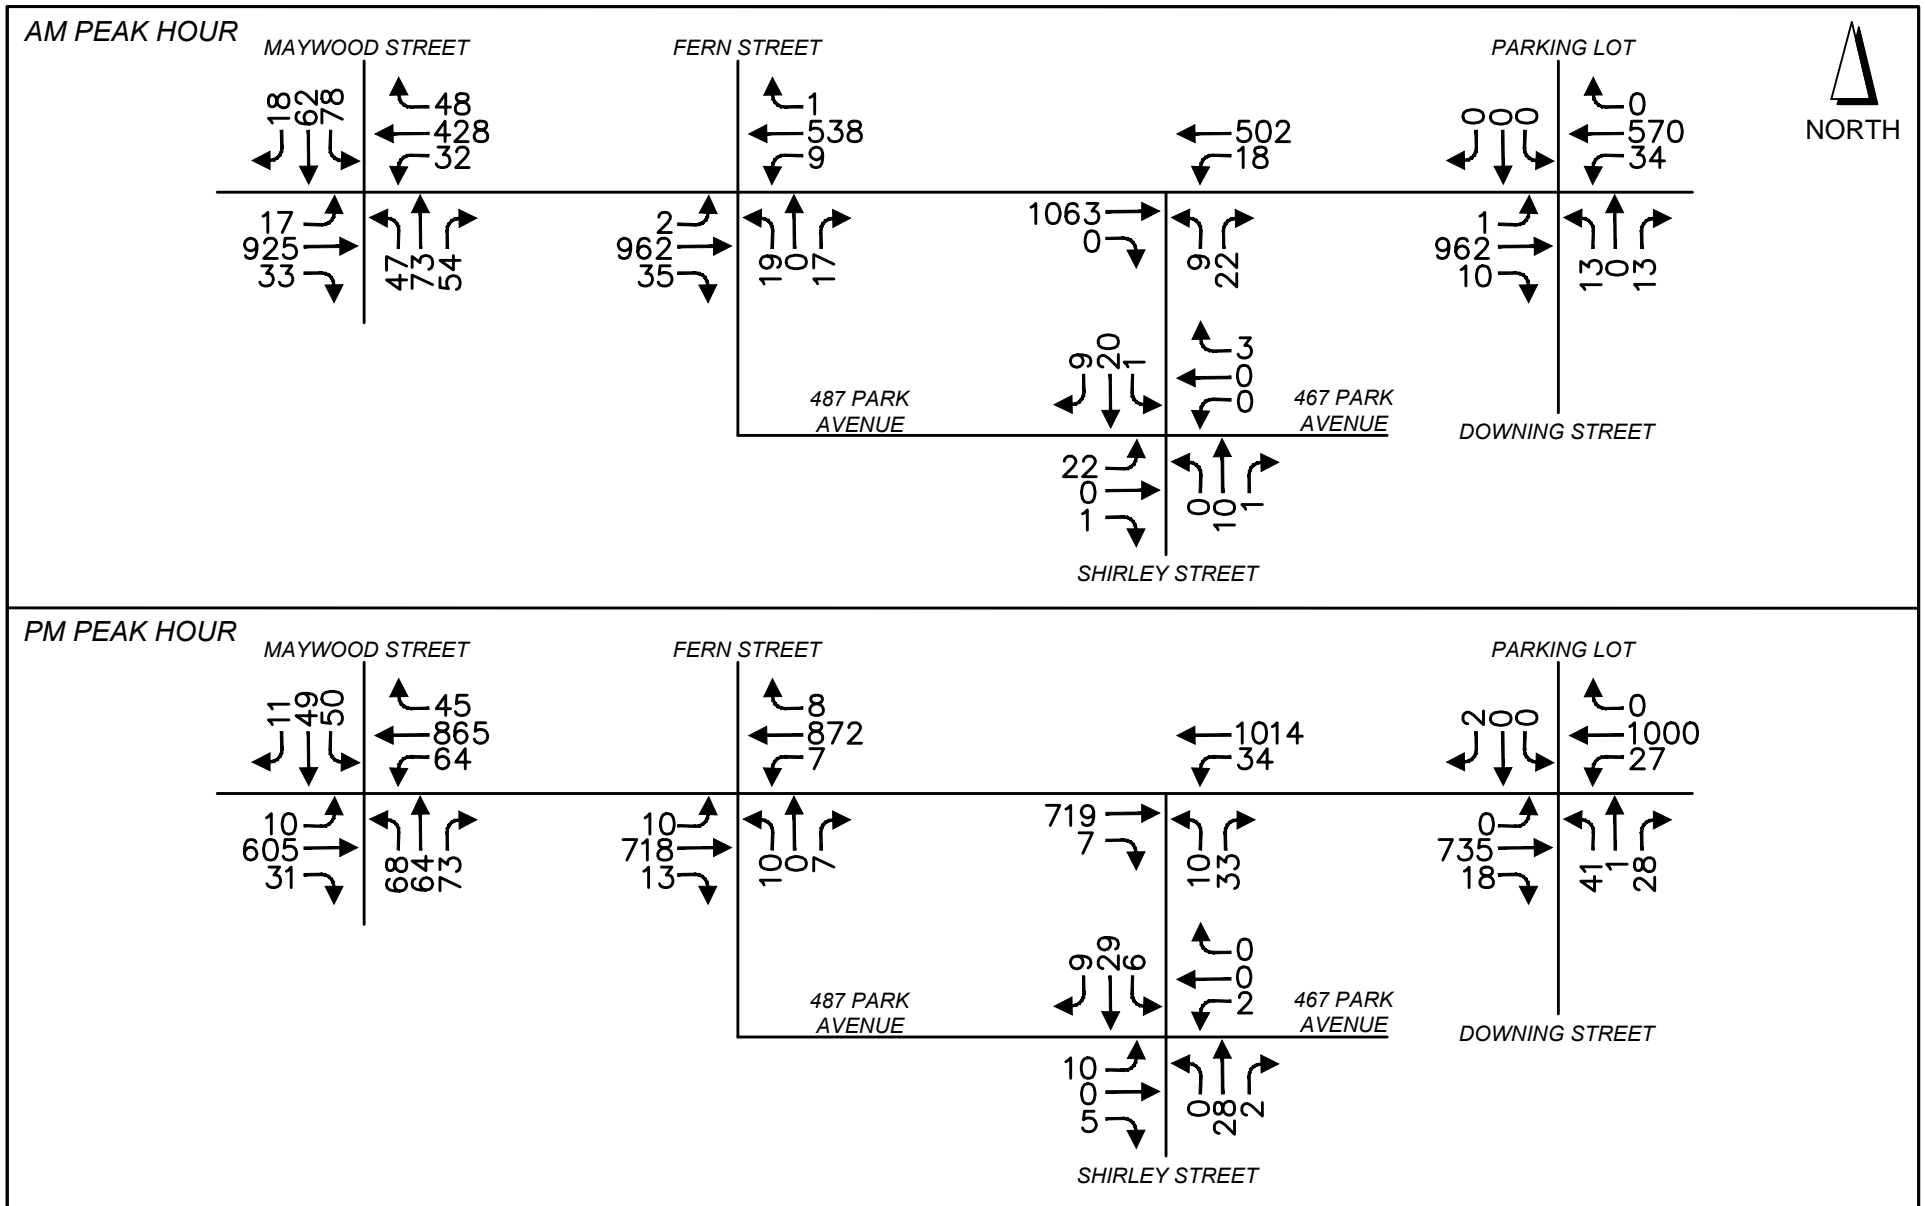 AM PEAK HOUR
MAYWOOD STREET
FERN STREET
PARKING LOT
NORTH
18 62 78
48
428
32
1
538
9
502
18
0 0 0
0
570
34
17
925
33
47 73 54
2
962
35
19 0 17
1063
0
9 22
1
962
10
13 0 13
9 20 1
3
0
0
487 PARK
AVENUE
467 PARK
AVENUE
DOWNING STREET
22
0
1
0 10 1
SHIRLEY STREET
PM PEAK HOUR
MAYWOOD STREET
FERN STREET
PARKING LOT
11 49 50
45
865
64
8
872
7
1014
34
2 0 0
0
1000
27
10
605
31
68 64 73
10
718
13
10 0 7
719
7
10 33
0
735
18
41 1 28
9 29 6
0
0
2
487 PARK
AVENUE
467 PARK
AVENUE
DOWNING STREET
10
0
5
0 28 2
SHIRLEY STREET